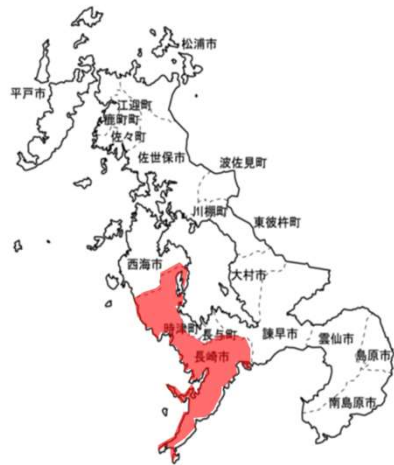 松浦市
平戸市
江迎町
鹿町町
佐々町
佐世保市
波佐見町
川棚町
東彼杵町
西海市
大村市
時津町
長与町
諫早市
雲仙市
長崎市
島原市
南島原市